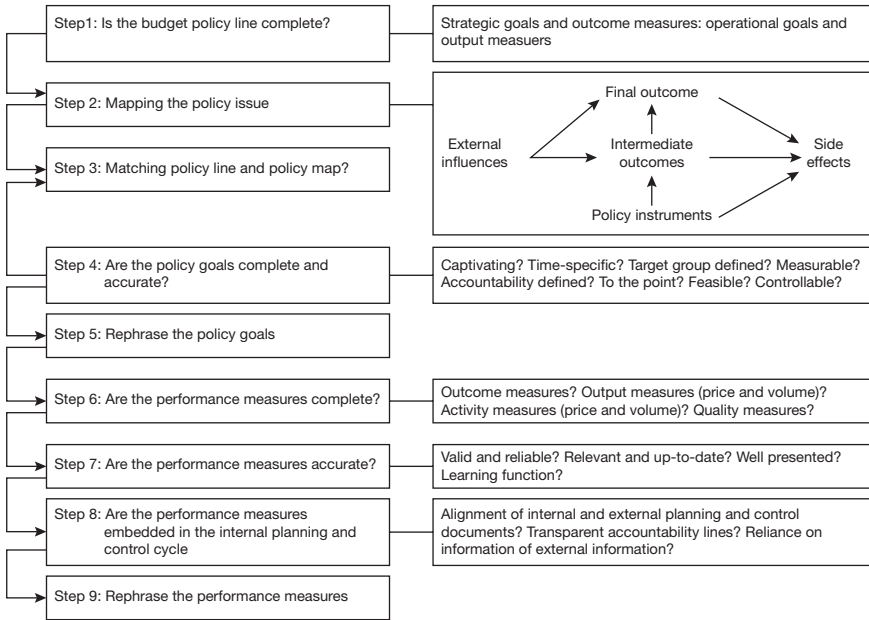 Step1: Is the budget policy line complete?
Strategic goals and outcome measures: operational goals and
output measuers
Step 2: Mapping the policy issue
Final outcome
External
influences
Intermediate
outcomes
Side
effects
Policy instruments
Step 3: Matching policy line and policy map?
Step 4: Are the policy goals complete and
accurate?
Captivating? Time-specific? Target group defined? Measurable?
Accountability defined? To the point? Feasible? Controllable?
Step 5: Rephrase the policy goals
Step 6: Are the performance measures complete?
Outcome measures? Output measures (price and volume)?
Activity measures (price and volume)? Quality measures?
Step 7: Are the performance measures accurate?
Valid and reliable? Relevant and up-to-date? Well presented?
Learning function?
Step 8: Are the performance measures
embedded in the internal planning and
control cycle
Alignment of internal and external planning and control
documents? Transparent accountability lines? Reliance on
information of external information?
Step 9: Rephrase the performance measures